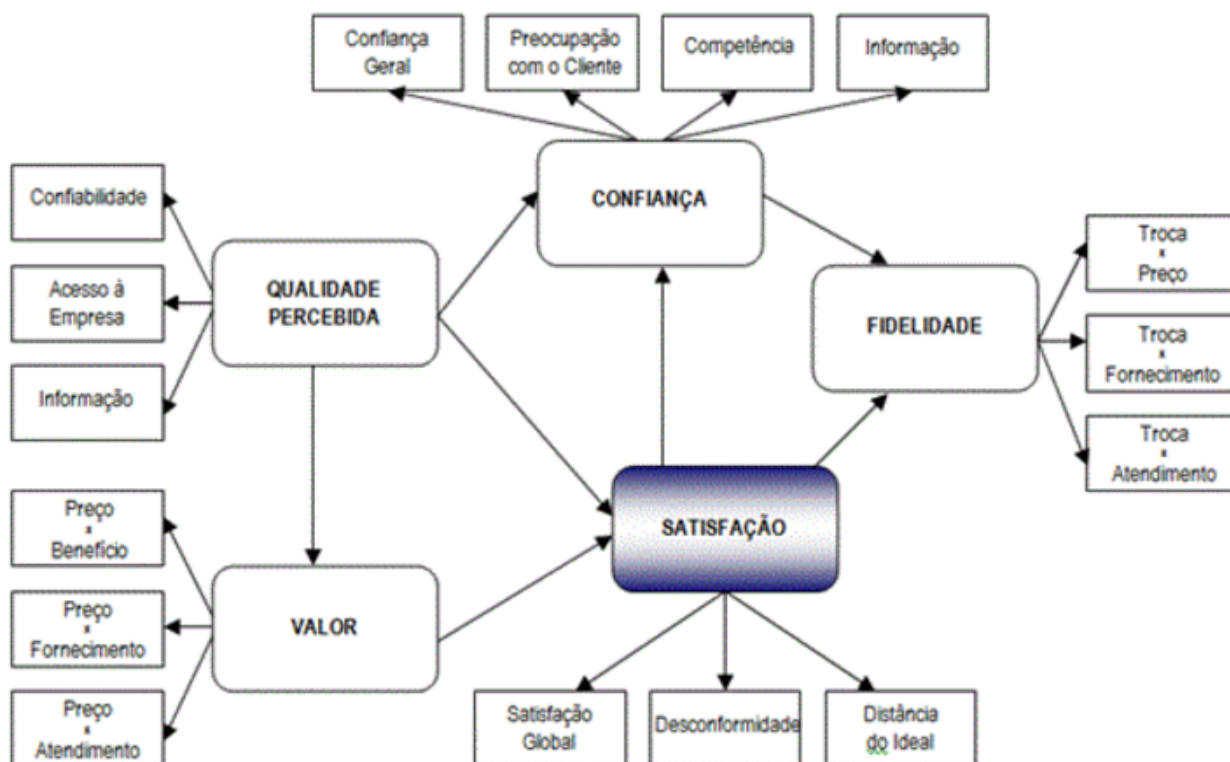 Confiança
Geral
Preocupação
com o Cliente
Competência
Informação
CONFIANÇA
Confiabilidade
Acesso à
Empresa
Informação
QUALIDADE
PERCEBIDA
FIDELIDADE
Troca
x
Preço
Troca
x
Fornecimento
Troca
x
Atendimento
Preço
x
Benefício
Preço
x
Fornecimento
Preço
x
Atendimento
VALOR
SATISFAÇÃO
Satisfação
Global
Desconformidade
Distância
do Ideal